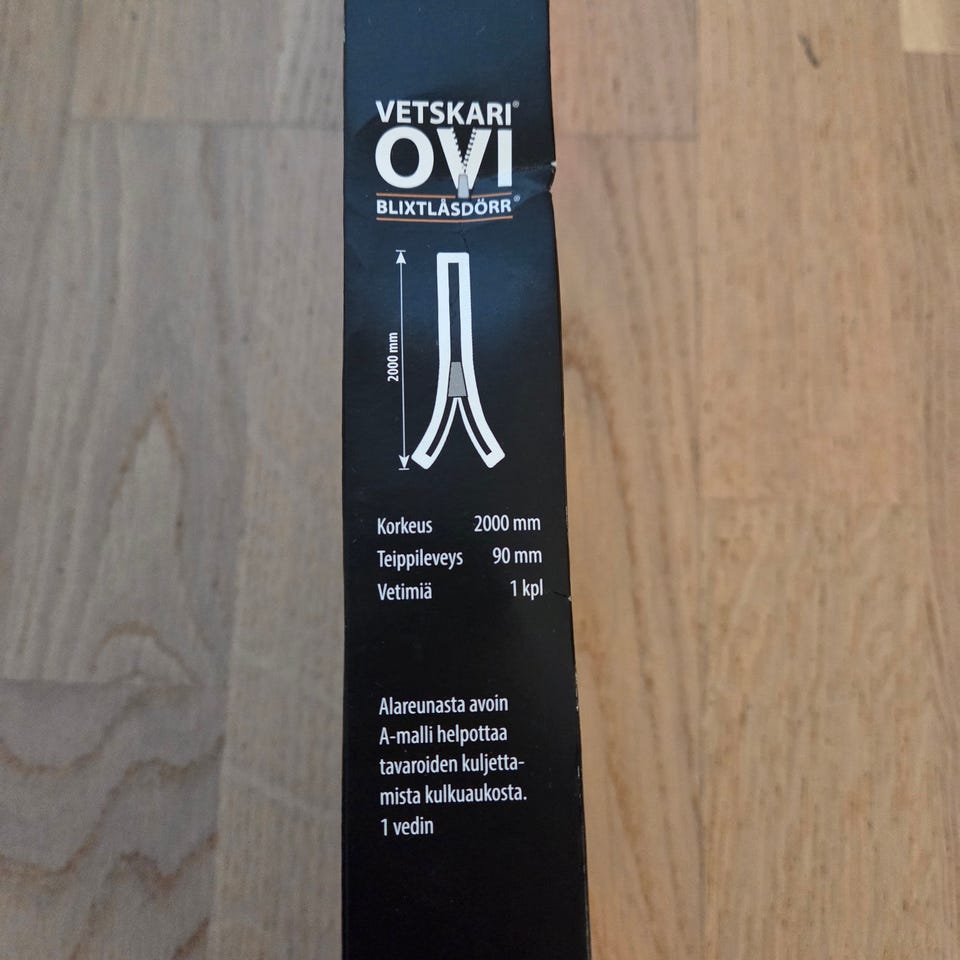 VETSKARI®
OVI
BLIXTLÅSDÖRR®
2000 mm
Korkeus 2000 mm
Teippileveys 90 mm
Vetimiä 1 kpl
Alareunasta avoin
A-malli helpottaa
tavaroiden kuljetta-
mista kulkuaukosta.
1 vedin